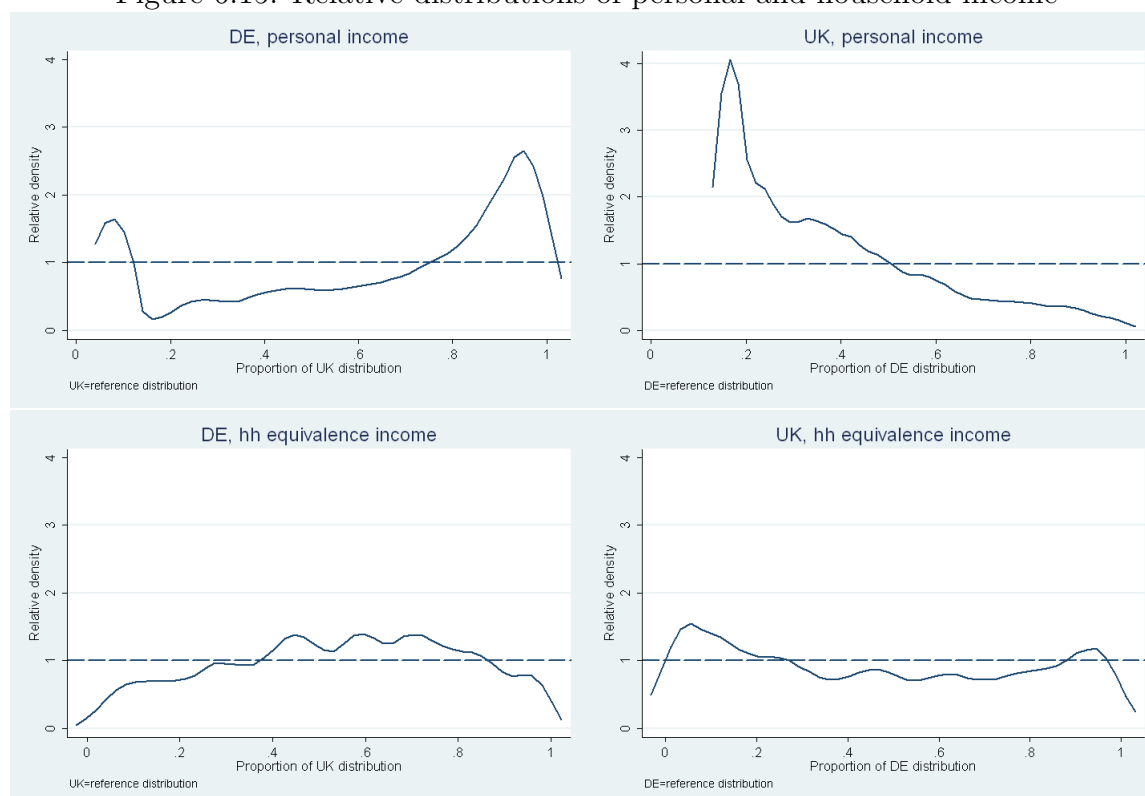 Figure Relative distributions of personal and household income
DE, personal income
Relative density
4
3
2
1
0
0 .2 .4 .6 .8 1
Proportion of UK distribution
UK=reference distribution
UK, personal income
Relative density
4
3
2
1
0
0 .2 .4 .6 .8 1
Proportion of DE distribution
DE=reference distribution
DE, hh equivalence income
Relative density
4
3
2
1
0
0 .2 .4 .6 .8 1
Proportion of UK distribution
UK=reference distribution
UK, hh equivalence income
Relative density
4
3
2
1
0
0 .2 .4 .6 .8 1
Proportion of DE distribution
DE=reference distribution